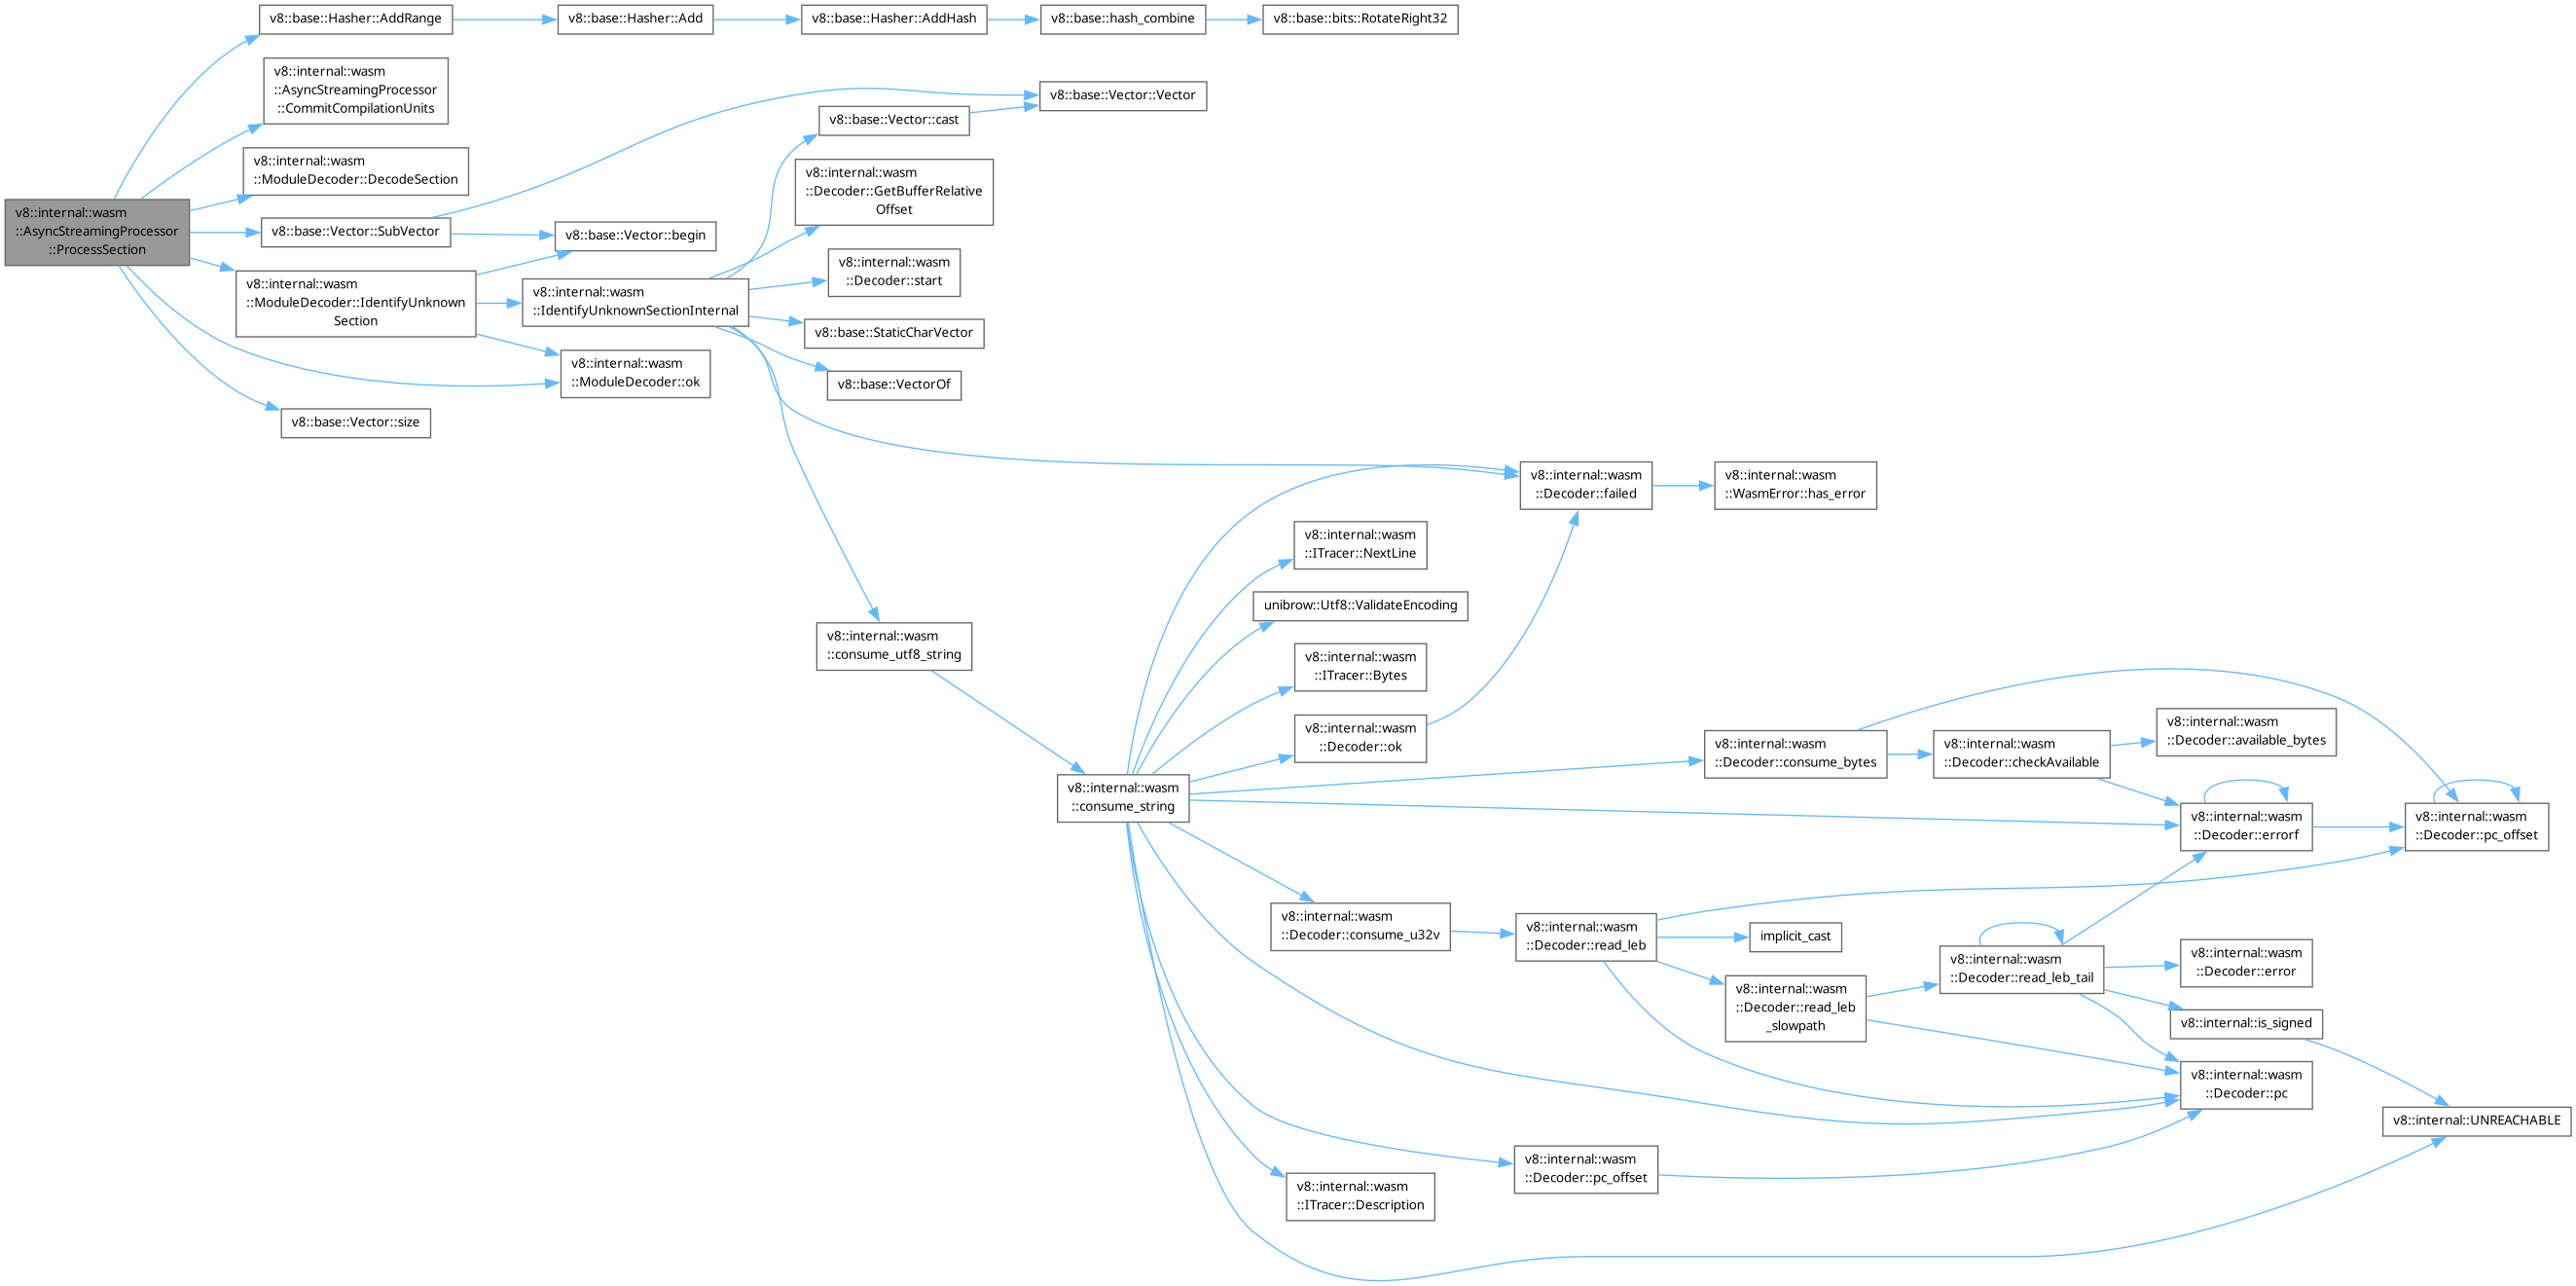 v8::internal::wasm
::AsyncStreamingProcessor
::ProcessSection
v8::base::Hasher::AddRange
v8::base::Hasher::Add
v8::base::Hasher::AddHash
v8::base::hash_combine
v8::base::bits::RotateRight32
v8::internal::wasm
::AsyncStreamingProcessor
::CommitCompilationUnits
v8::internal::wasm
::ModuleDecoder::DecodeSection
v8::base::Vector::SubVector
v8::base::Vector::Vector
v8::base::Vector::begin
v8::internal::wasm
::ModuleDecoder::IdentifyUnknown
Section
v8::internal::wasm
::ModuleDecoder::ok
v8::base::Vector::size
v8::internal::wasm
::IdentifyUnknownSectionInternal
v8::base::Vector::cast
v8::internal::wasm
::Decoder::GetBufferRelative
Offset
v8::internal::wasm
::Decoder::start
v8::base::StaticCharVector
v8::base::VectorOf
v8::internal::wasm
::Decoder::failed
v8::internal::wasm
::WasmError::has_error
v8::internal::wasm
::consume_utf8_string
v8::internal::wasm
::consume_string
v8::internal::wasm
::ITracer::NextLine
unibrow::Utf8::ValidateEncoding
v8::internal::wasm
::ITracer::Bytes
v8::internal::wasm
::Decoder::ok
v8::internal::wasm
::Decoder::consume_bytes
v8::internal::wasm
::Decoder::checkAvailable
v8::internal::wasm
::Decoder::available_bytes
v8::internal::wasm
::Decoder::errorf
v8::internal::wasm
::Decoder::pc_offset
v8::internal::wasm
::Decoder::consume_u32v
v8::internal::wasm
::Decoder::read_leb
implicit_cast
v8::internal::wasm
::Decoder::read_leb
_slowpath
v8::internal::wasm
::Decoder::read_leb_tail
v8::internal::wasm
::Decoder::error
v8::internal::is_signed
v8::internal::wasm
::Decoder::pc
v8::internal::UNREACHABLE
v8::internal::wasm
::Decoder::pc_offset
v8::internal::wasm
::ITracer::Description